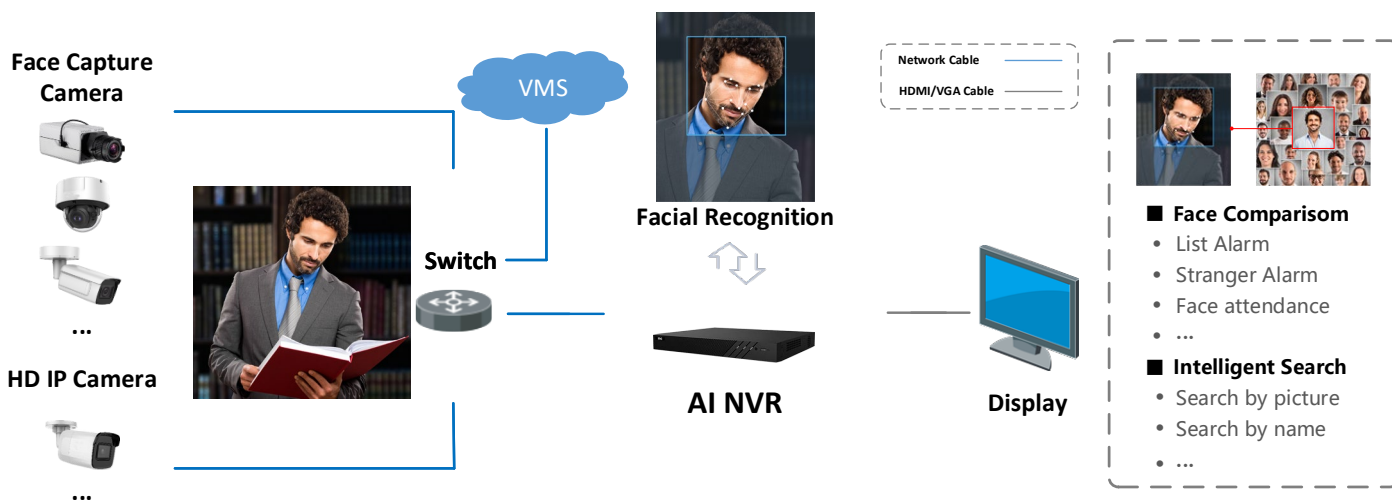 Face Capture
Camera
...
HD IP Camera
...
VMS
Switch
Facial Recognition
AI NVR
Network Cable
HDMI/VGA Cable
Display
■ Face Comparisom
• List Alarm
• Stranger Alarm
• Face attendance
• ...
■ Intelligent Search
• Search by picture
• Search by name
• ...